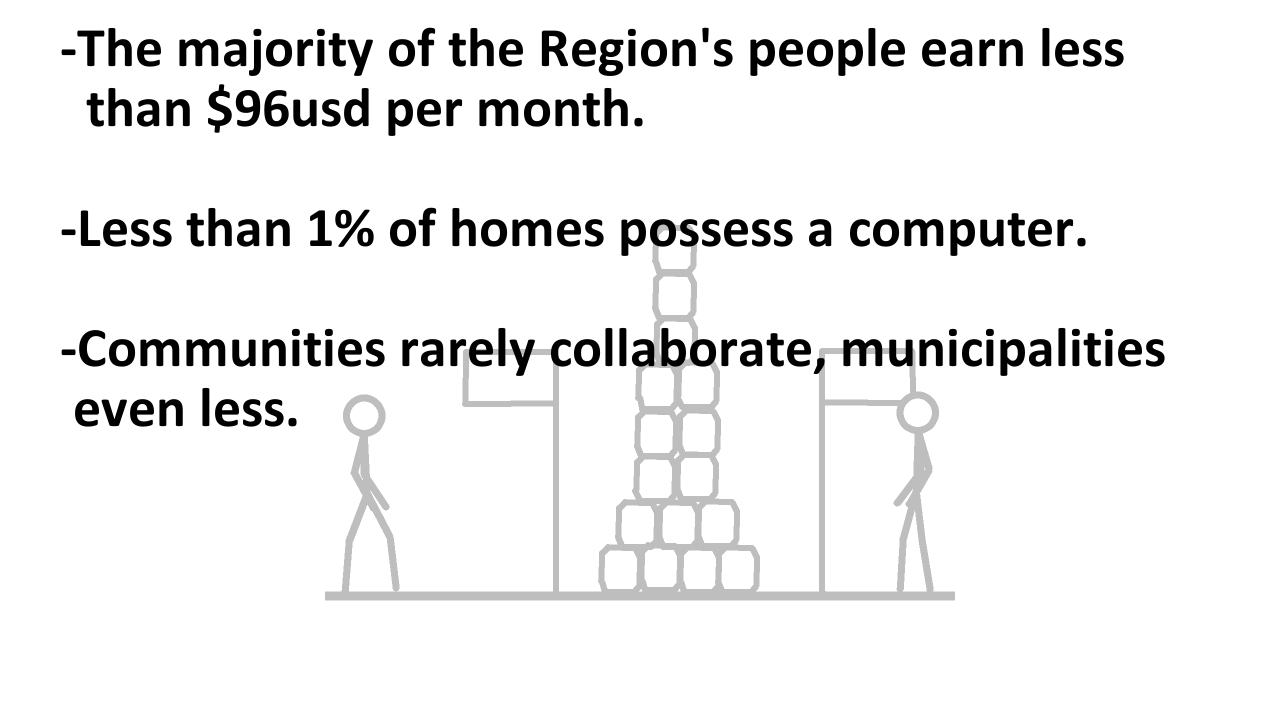 -The majority of the Region's people earn less
than $96usd per month.
-Less than 1% of homes possess a computer.
-Communities rarely collaborate, municipalities
even less.